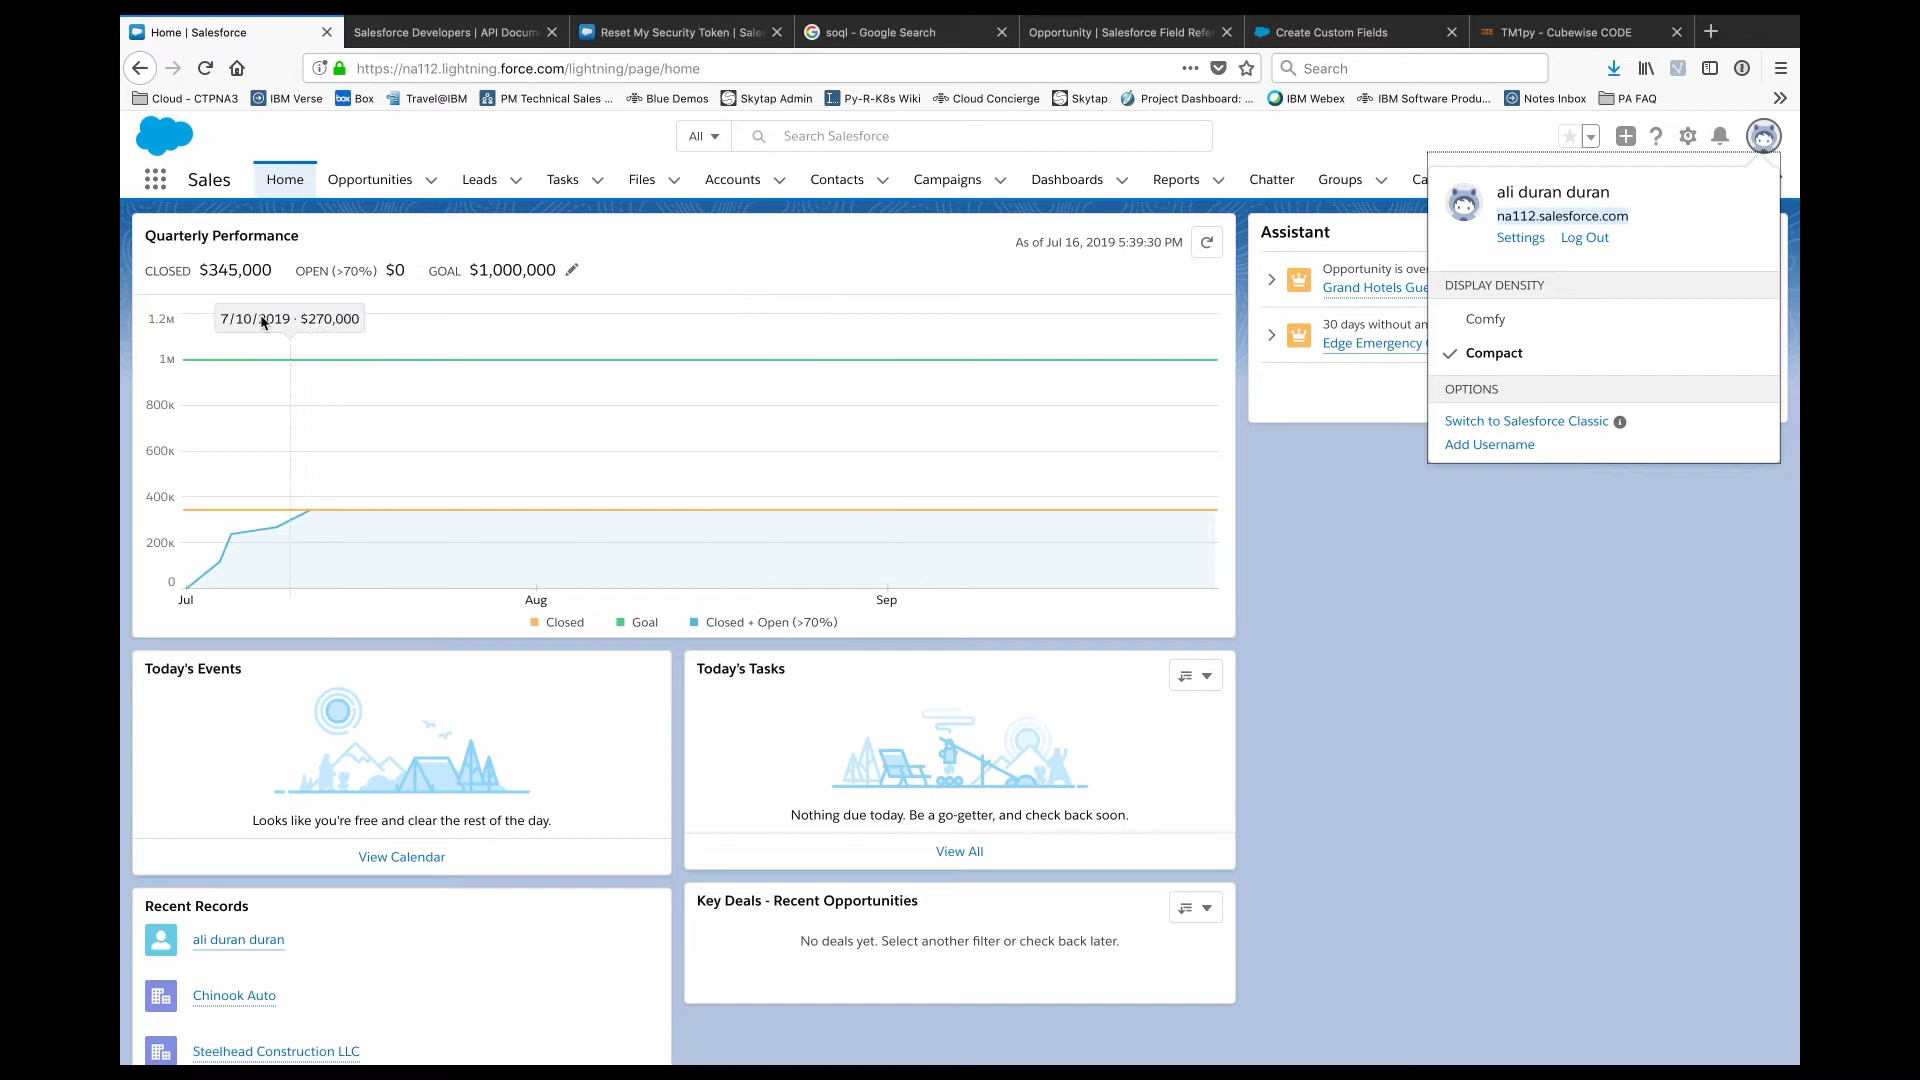 Home | Salesforce
Salesforce Developers | API Docum
Reset My Security Token | Sale
soql - Google Search
Opportunity | Salesforce Field Refe
Create Custom Fields
TM1py - Cubewise CODE
https://na112.lightning.force.com/lightning/page/home
Search
Cloud - CTPNA3
IBM Verse
box Box
Travel@IBM
PM Technical Sales ...
Blue Demos
Skytap Admin
Py-R-K8s Wiki
Cloud Concierge
Skytap
Project Dashboard: ...
IBM Webex
IBM Software Produ...
Notes Inbox
PA FAQ
All
Search Salesforce
Sales
Home
Opportunities
Leads
Tasks
Files
Accounts
Contacts
Campaigns
Dashboards
Reports
Chatter
Groups
Ca
ali duran duran
na112.salesforce.com
Settings
Log Out
DISPLAY DENSITY
Comfy
Compact
OPTIONS
Switch to Salesforce Classic
Add Username
Quarterly Performance
As of Jul 16, 2019 5:39:30 PM
CLOSED $345,000 OPEN (>70%) $0 GOAL $1,000,000
7/10/2019 · $270,000
1.2M
1M
800K
600K
400K
200K
0
Jul
Aug
Sep
Closed
Goal
Closed + Open (>70%)
Assistant
Opportunity is ove
Grand Hotels Gue
30 days without an
Edge Emergency
Today's Events
Looks like you're free and clear the rest of the day.
View Calendar
Today's Tasks
Nothing due today. Be a go-getter, and check back soon.
View All
Recent Records
ali duran duran
Chinook Auto
Steelhead Construction LLC
Key Deals - Recent Opportunities
No deals yet. Select another filter or check back later.